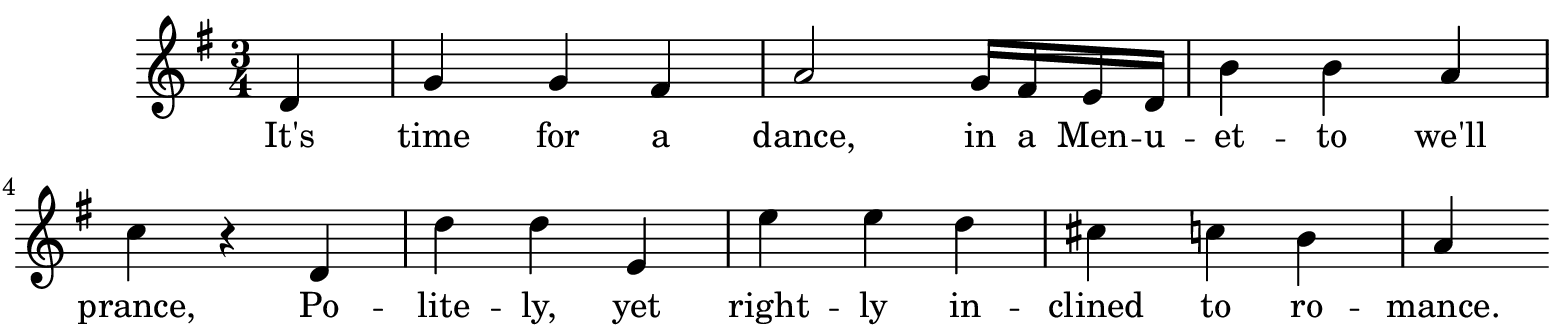 3
4
It's time for a dance, in a Men - u - et - to we'll
4
prance, Po - lite - ly, yet right - ly in - clined to ro - mance.